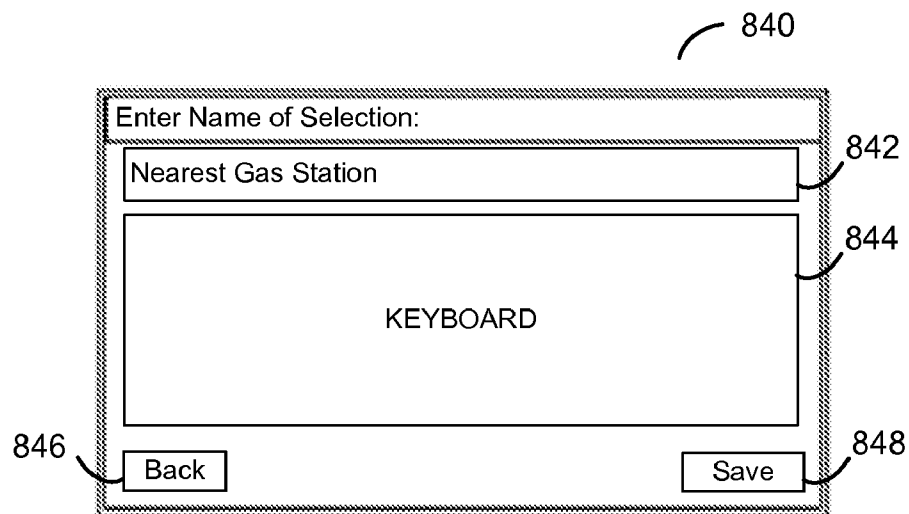 840
Enter Name of Selection:
Nearest Gas Station
842
844
KEYBOARD
846
Back
Save
848